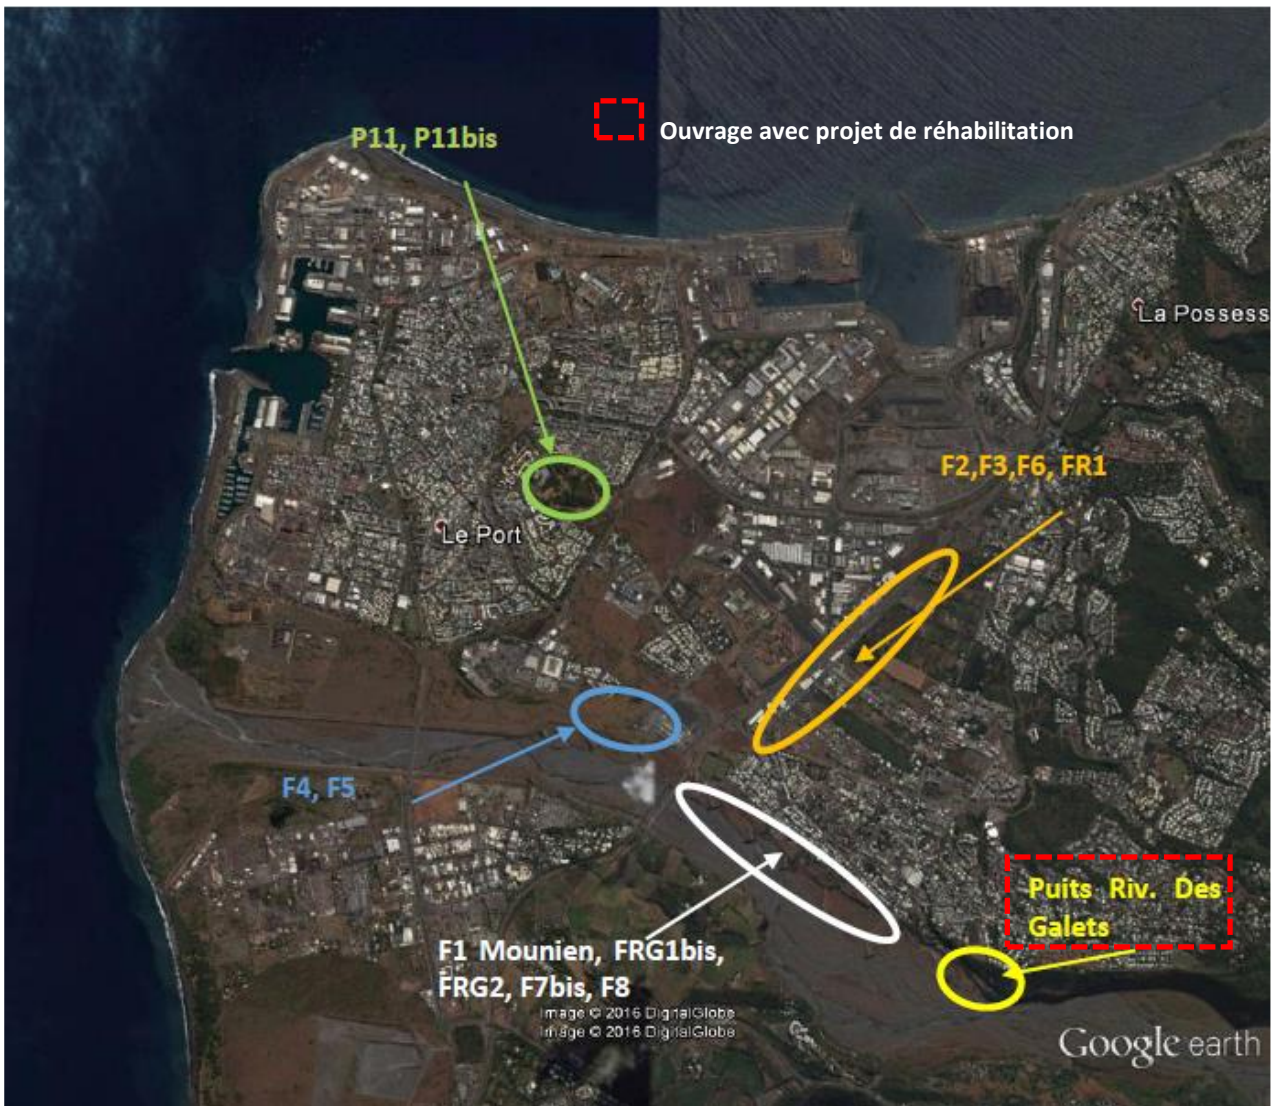 P11, P11bis
Ouvrage avec projet de réhabilitation
La Possess
F2,F3,F6, FR1
Le Port
F4, F5
Puits Riv. Des
Galets
F1 Mounien, FRG1bis,
FRG2, F7bis, F8
Image © 2016 DigitalGlobe
Image © 2016 DigitalGlobe
Google earth